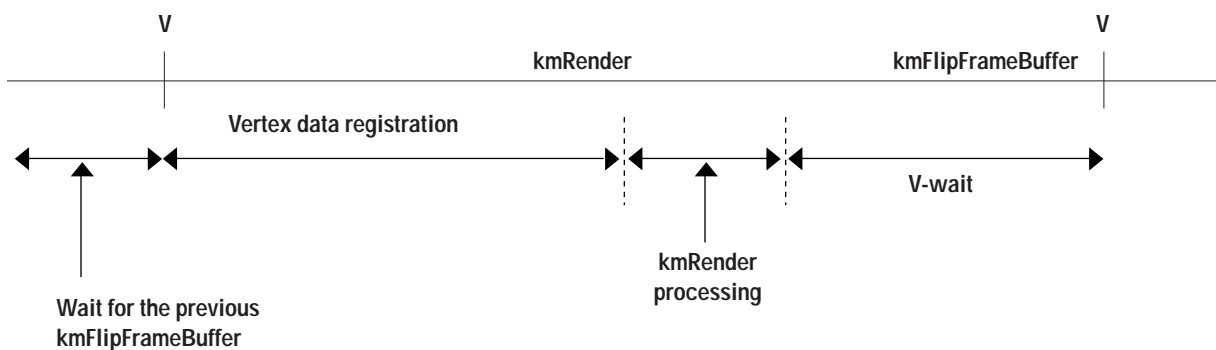 V
V
kmRender
kmFlipFrameBuffer
Vertex data registration
V-wait
kmRender
processing
Wait for the previous
kmFlipFrameBuffer